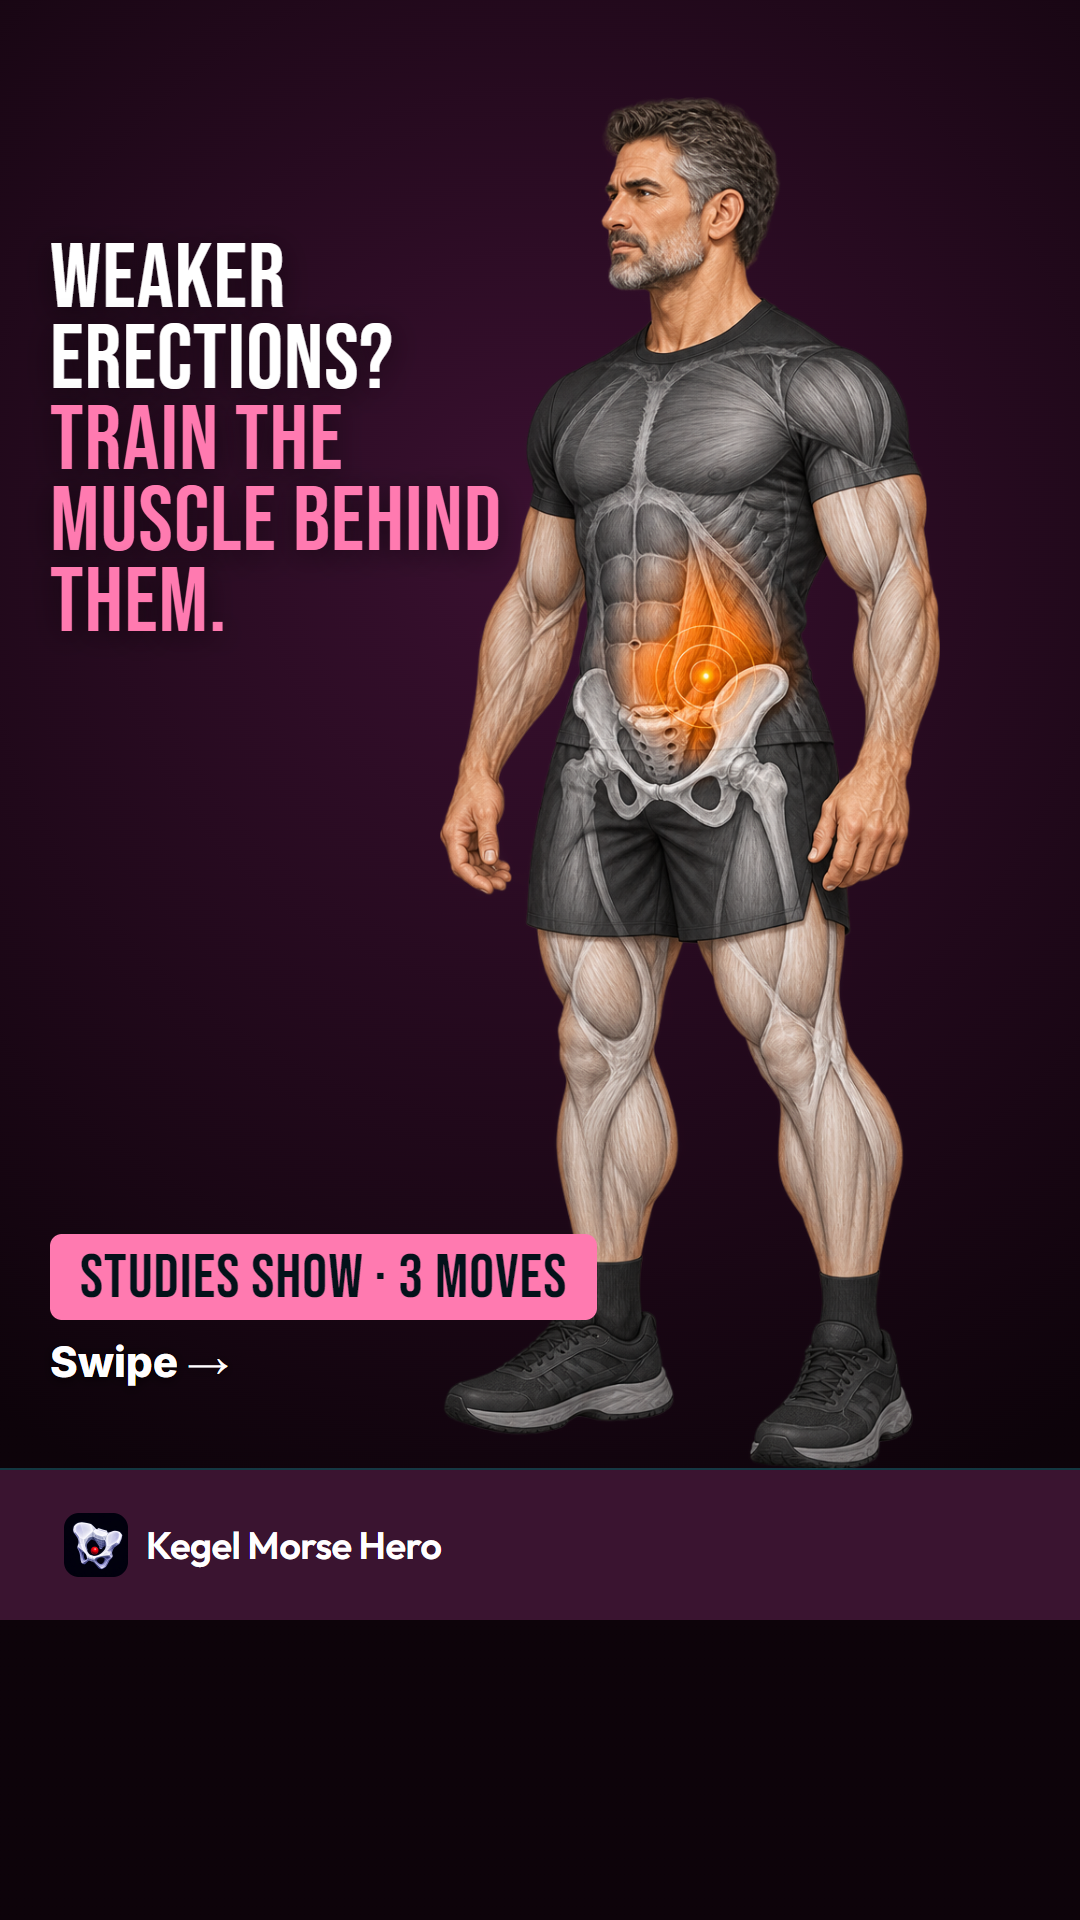 WEAKER
ERECTIONS?
TRAIN THE
MUSCLE BEHIND
THEM.
STUDIES SHOW · 3 MOVES
Swipe →
Kegel Morse Hero